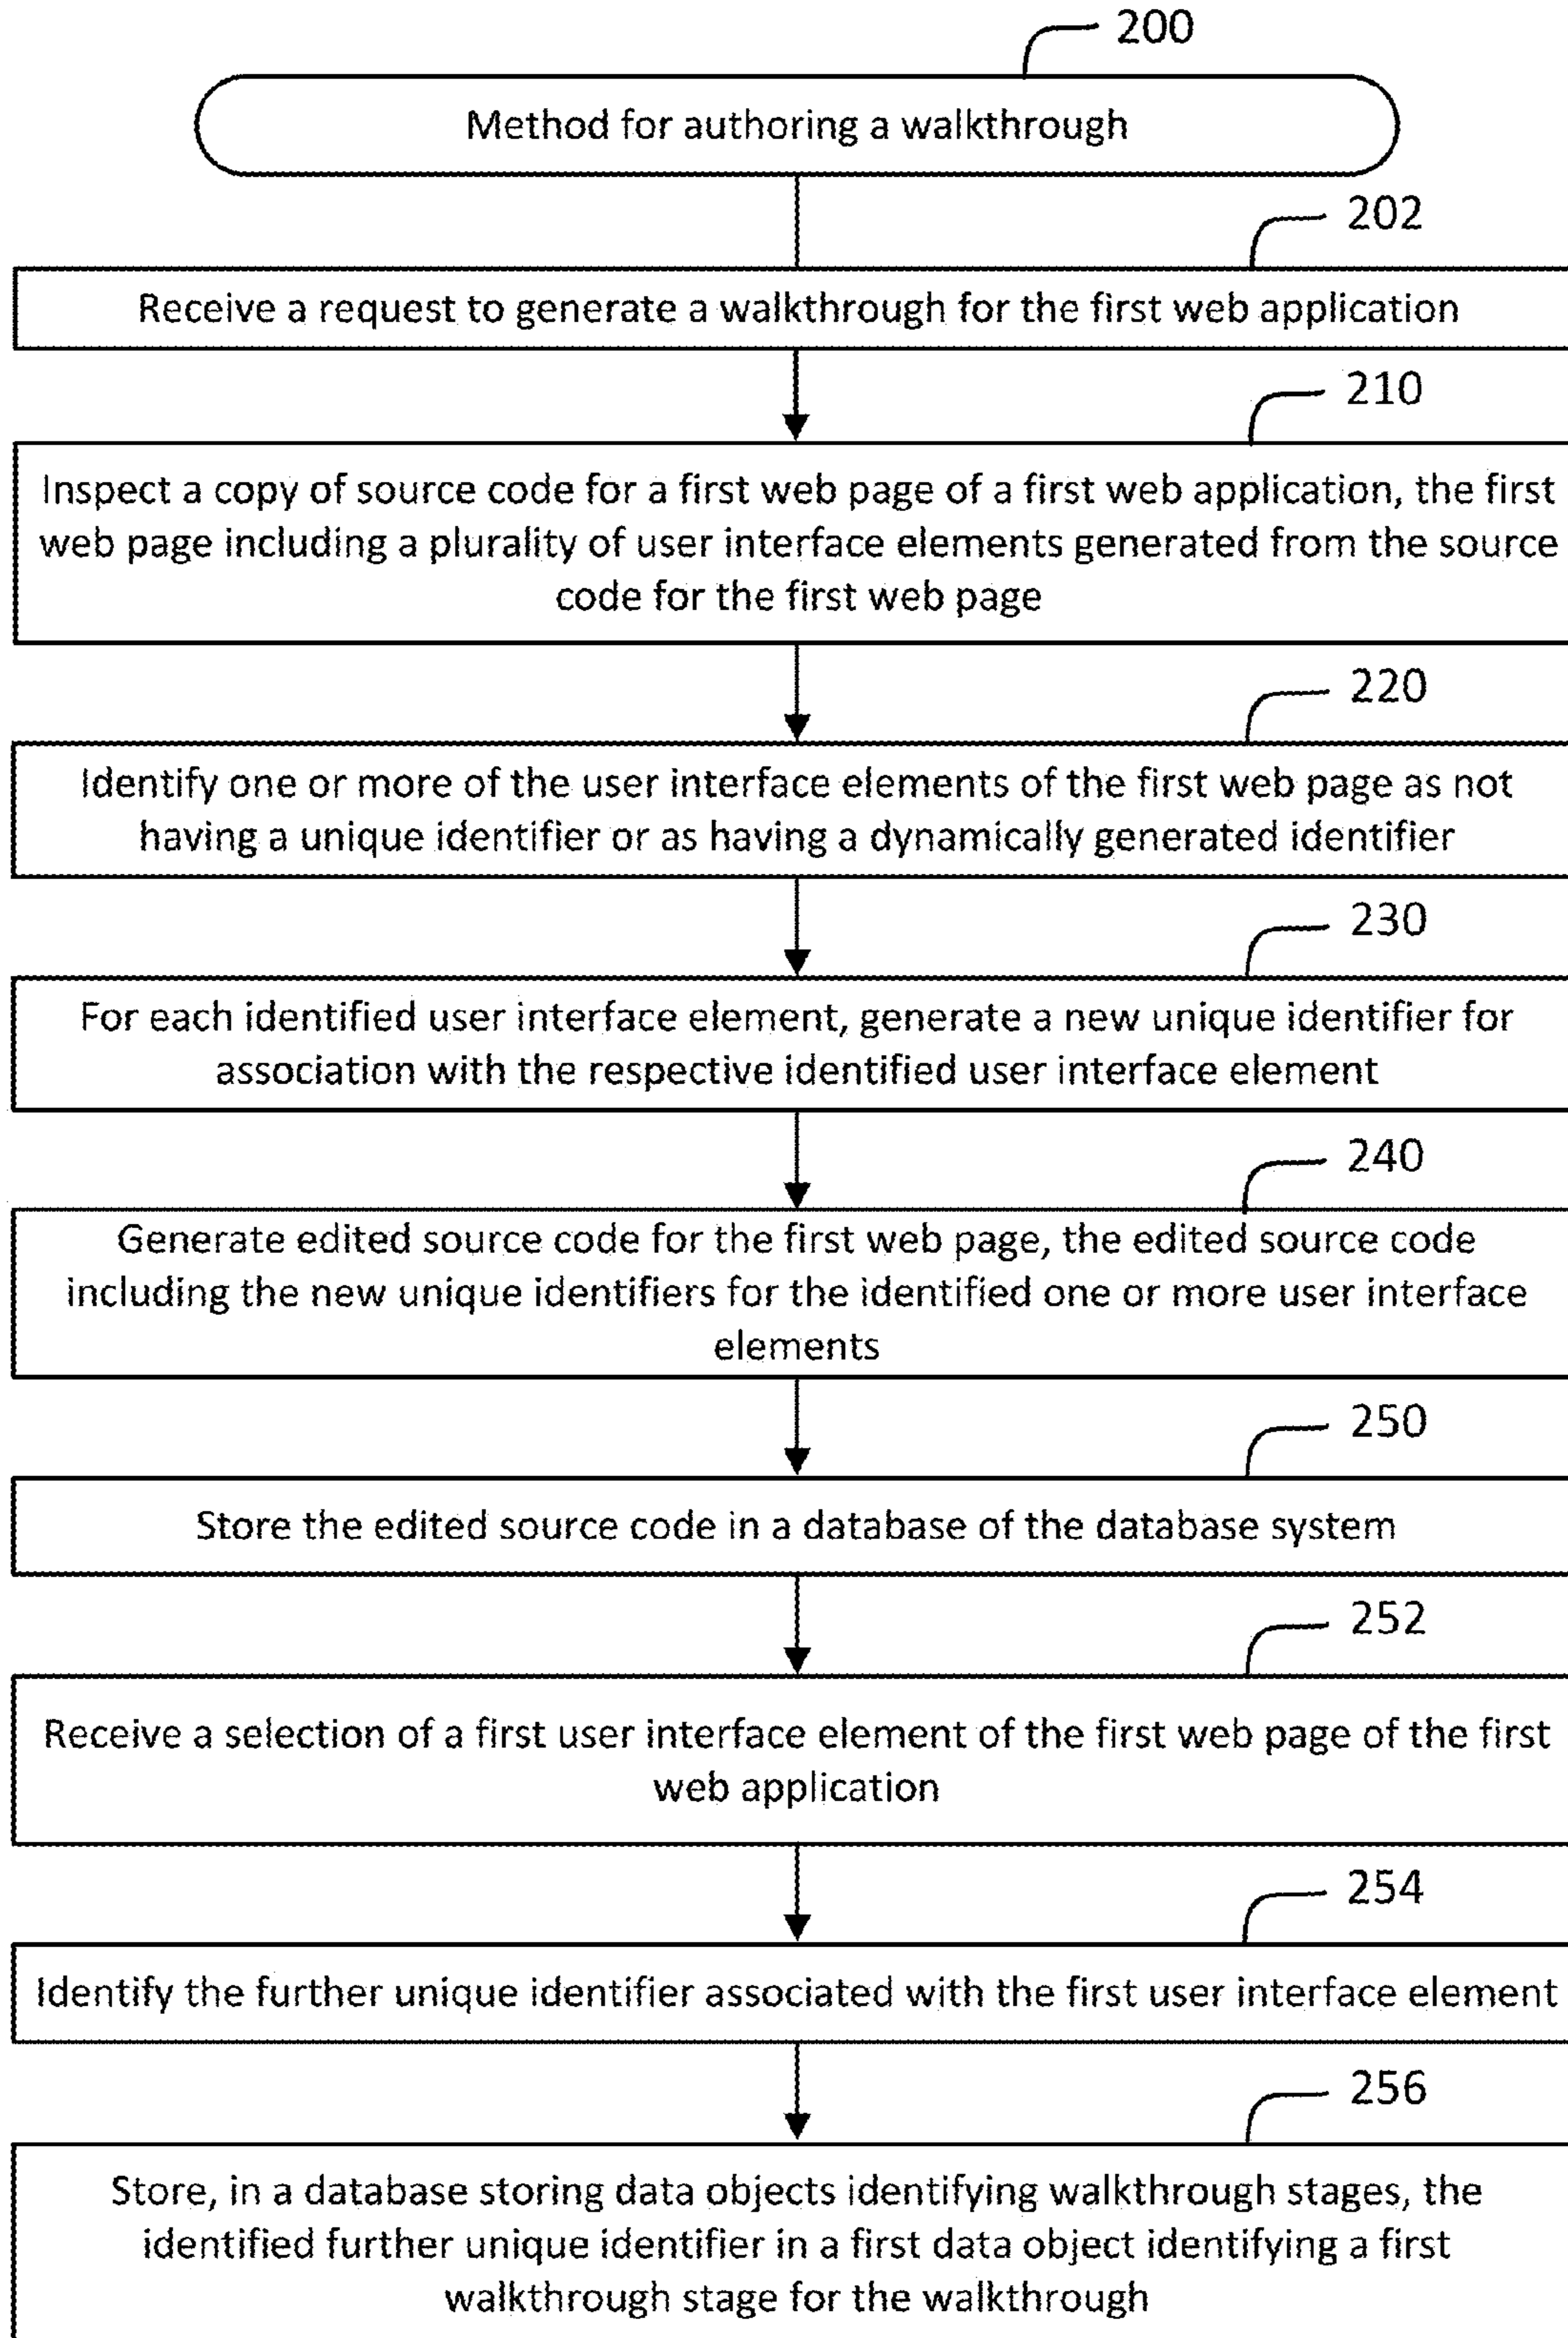 200
Method for authoring a walkthrough
202
Receive a request to generate a walkthrough for the first web application
210
Inspect a copy of source code for a first web page of a first web application, the first
web page including a plurality of user interface elements generated from the source
code for the first web page
220
Identify one or more of the user interface elements of the first web page as not
having a unique identifier or as having a dynamically generated identifier
230
For each identified user interface element, generate a new unique identifier for
association with the respective identified user interface element
240
Generate edited source code for the first web page, the edited source code
including the new unique identifiers for the identified one or more user interface
elements
250
Store the edited source code in a database of the database system
252
Receive a selection of a first user interface element of the first web page of the first
web application
254
Identify the further unique identifier associated with the first user interface element
256
Store, in a database storing data objects identifying walkthrough stages, the
identified further unique identifier in a first data object identifying a first
walkthrough stage for the walkthrough